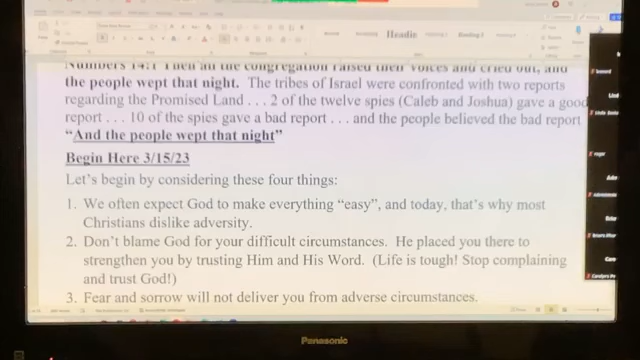 Numbers 14:1 Then all the congregation raised their voices and cried out, and
the people wept that night. The tribes of Israel were confronted with two reports
regarding the Promised Land . . . 2 of the twelve spies (Caleb and Joshua) gave a good
report . . . 10 of the spies gave a bad report . . . and the people believed the bad report
“And the people wept that night”
Begin Here 3/15/23
Let’s begin by considering these four things:
1. We often expect God to make everything “easy”, and today, that’s why most
Christians dislike adversity.
2. Don’t blame God for your difficult circumstances. He placed you there to
strengthen you by trusting Him and His Word. (Life is tough! Stop complaining
and trust God!)
3. Fear and sorrow will not deliver you from adverse circumstances.
Panasonic